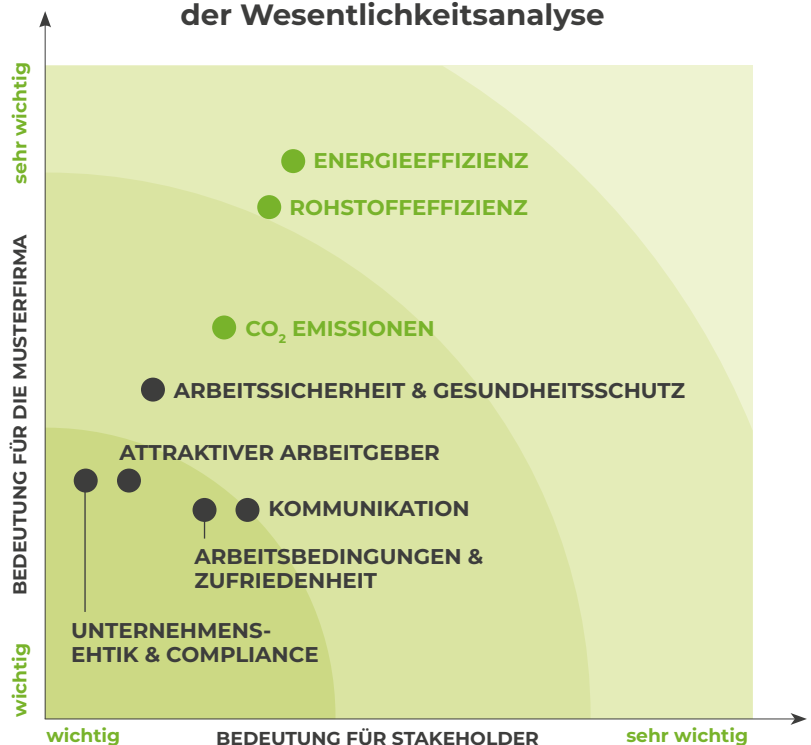 der Wesentlichkeitsanalyse
sehr wichtig
ENERGIEEFFIZIENZ
ROHSTOFFEFFIZIENZ
BEDEUTUNG FÜR DIE MUSTERFIRMA
CO₂ EMISSIONEN
ARBEITSSICHERHEIT & GESUNDHEITSSCHUTZ
ATTRAKTIVER ARBEITGEBER
KOMMUNIKATION
ARBEITSBEDINGUNGEN &
ZUFRIEDENHEIT
UNTERNEHMENS-
EHTIK & COMPLIANCE
wichtig
wichtig
BEDEUTUNG FÜR STAKEHOLDER
sehr wichtig